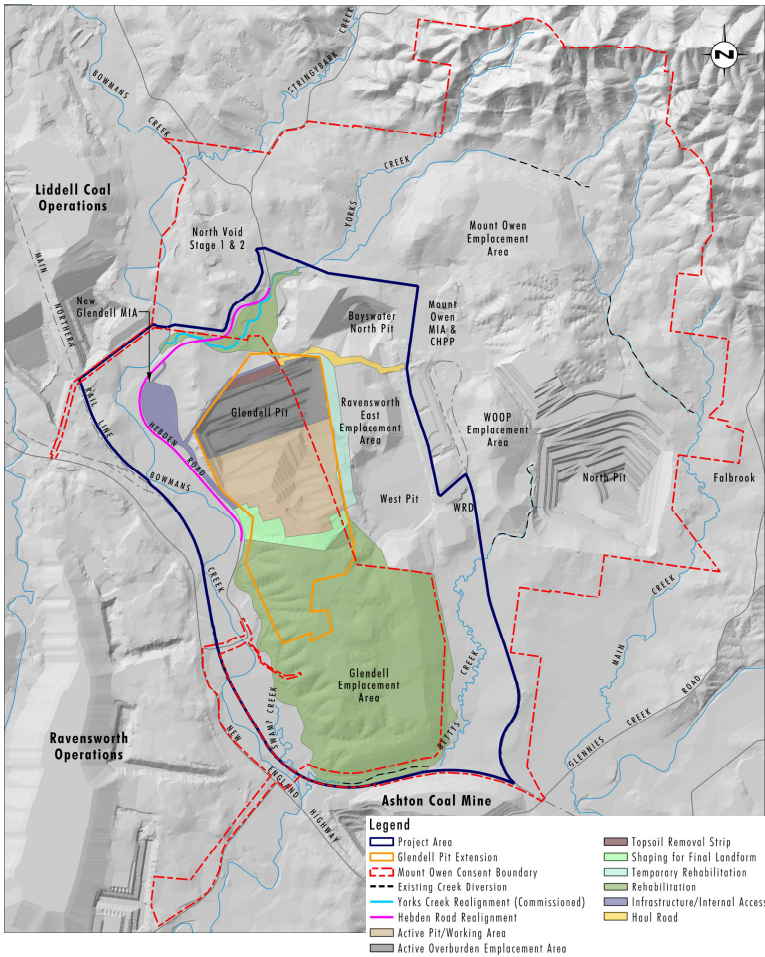 STRINGYBARK CREEK
BOWMANS CREEK
N
YORKS CREEK
Liddell Coal
Operations
North Void
Stage 1 & 2
Mount Owen
Emplacement
Area
MAIN NORTHERN
RAIL LINE
New
Glendell MIA
Bayswater
North Pit
Mount
Owen
MIA &
CHPP
Glendell Pit
Ravensworth
East
Emplacement
Area
WOOP
Emplacement
Area
HEBDEN ROAD
BOWMANS CREEK
West Pit
WRD
North Pit
Falbrook
MAIN CREEK
Glendell
Emplacement
Area
SWAMP CREEK
BETTYS CREEK
GLENNIES CREEK ROAD
Ravensworth
Operations
NEW ENGLAND HIGHWAY
Ashton Coal Mine
Legend
Project Area
Glendell Pit Extension
Mount Owen Consent Boundary
Existing Creek Diversion
Yorks Creek Realignment (Commissioned)
Hebden Road Realignment
Active Pit/Working Area
Active Overburden Emplacement Area
Topsoil Removal Strip
Shaping for Final Landform
Temporary Rehabilitation
Rehabilitation
Infrastructure/Internal Access
Haul Road